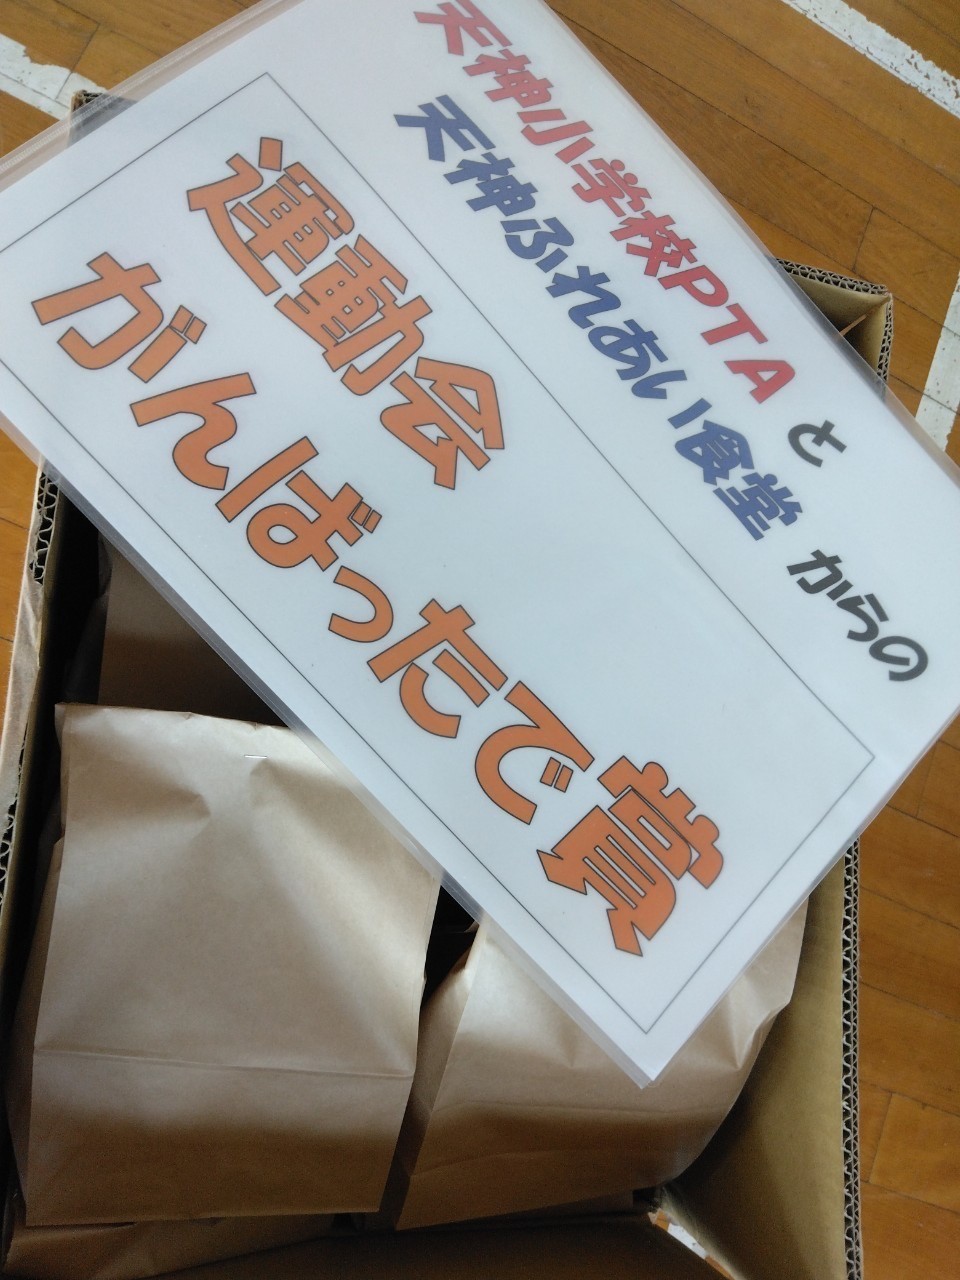 天神小学校PTA と
天神ふれあい食堂 からの
運動会
がんばったで賞